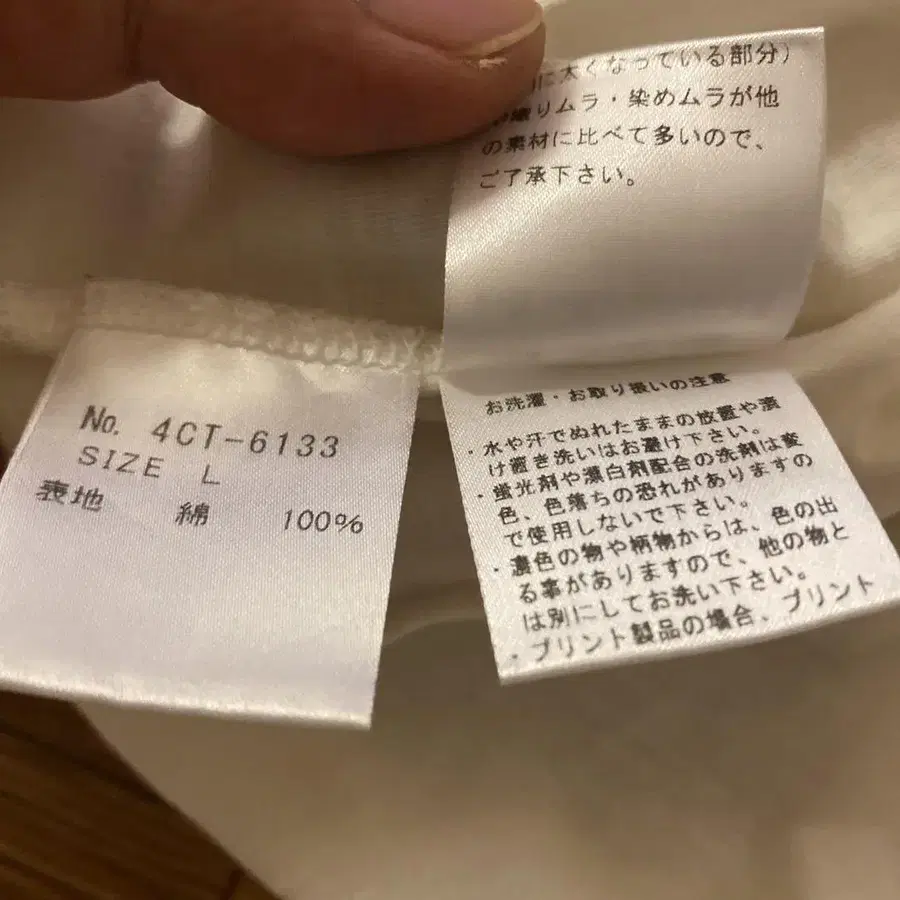 に太くなっている部分)
織りムラ・染めムラが他
の素材に比べて多いので、
ご了承下さい。
No. 4CT-6133
SIZE L
表地 綿 100%
お洗濯・お取り扱いの注意
・水や汗でぬれたままの放置や漬
け置き洗いはお避け下さい。
・蛍光剤や漂白剤配合の洗剤は変
色、色落ちの恐れがありますの
で使用しないで下さい。
・濃色の物や柄物からは、色の出
る事がありますので、他の物と
は別にしてお洗い下さい。
・プリント製品の場合、プリント